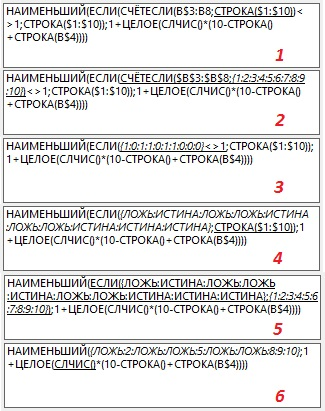 НАИМЕНЬШИЙ(ЕСЛИ(СЧЁТЕСЛИ(B$3:B8;СТРОКА($1:$10))<
>1;СТРОКА($1:$10));1+ЦЕЛОЕ(СЛЧИС()*(10-СТРОКА()
+СТРОКА(B$4))))
1
НАИМЕНЬШИЙ(ЕСЛИ(СЧЁТЕСЛИ($B$3:$B$8;{1:2:3:4:5:6:7:8:9
:10})<>1;СТРОКА($1:$10));1+ЦЕЛОЕ(СЛЧИС()*(10-СТРОКА()
+СТРОКА(B$4))))
2
НАИМЕНЬШИЙ(ЕСЛИ({1:0:1:1:0:1:1:0:0:0}<>1;СТРОКА($1:$10));
1+ЦЕЛОЕ(СЛЧИС()*(10-СТРОКА()+СТРОКА(B$4))))
3
НАИМЕНЬШИЙ(ЕСЛИ({ЛОЖЬ:ИСТИНА:ЛОЖЬ:ЛОЖЬ:ИСТИНА
:ЛОЖЬ:ЛОЖЬ:ИСТИНА:ИСТИНА:ИСТИНА};СТРОКА($1:$10));1
+ЦЕЛОЕ(СЛЧИС()*(10-СТРОКА()+СТРОКА(B$4))))
4
НАИМЕНЬШИЙ(ЕСЛИ({ЛОЖЬ:ИСТИНА:ЛОЖЬ:ЛОЖЬ
:ИСТИНА:ЛОЖЬ:ЛОЖЬ:ИСТИНА:ИСТИНА:ИСТИНА};{1:2:3:4:5:6
:7:8:9:10});1+ЦЕЛОЕ(СЛЧИС()*(10-СТРОКА()+СТРОКА(B$4))))
5
НАИМЕНЬШИЙ({ЛОЖЬ:2:ЛОЖЬ:ЛОЖЬ:5:ЛОЖЬ:ЛОЖЬ:8:9:10};1
+ЦЕЛОЕ(СЛЧИС()*(10-СТРОКА()+СТРОКА(B$4))))
6